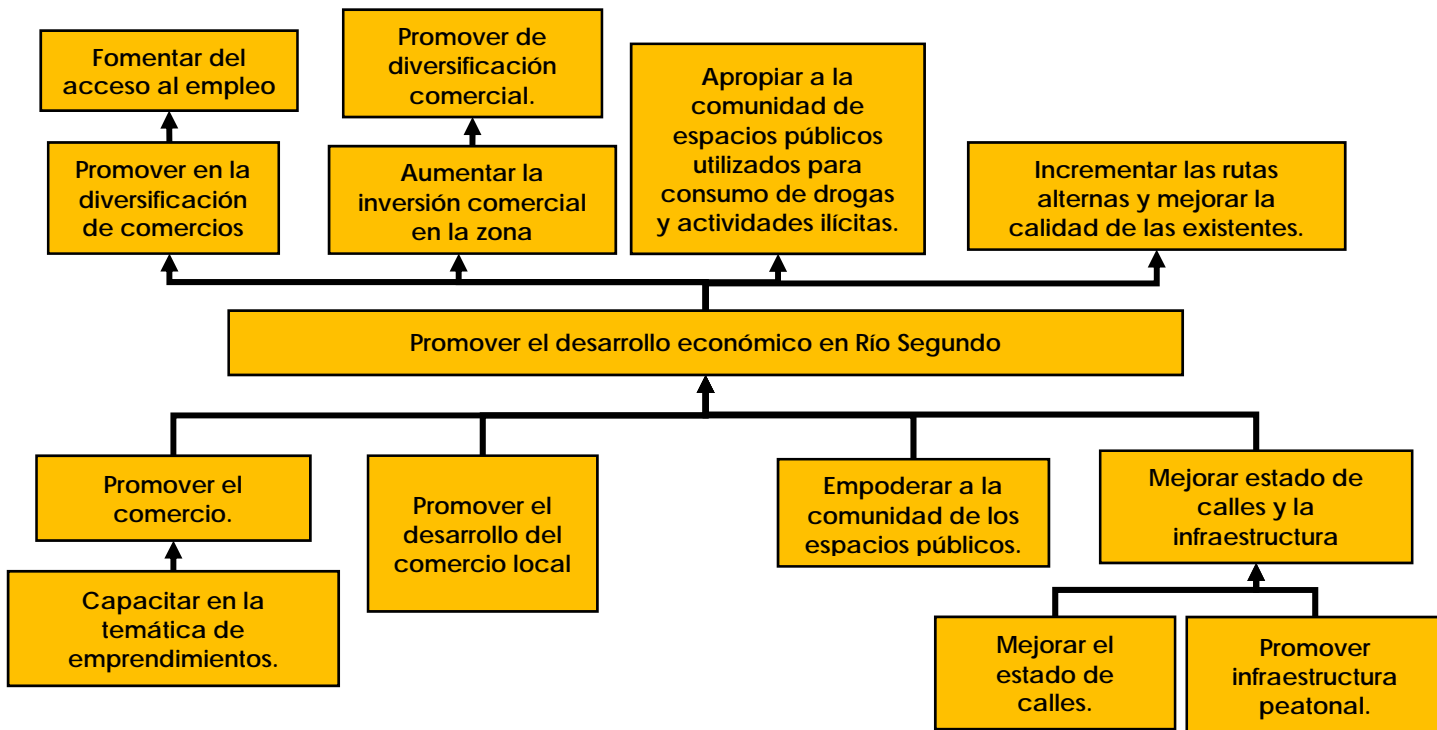 Fomentar del
acceso al empleo
Promover de
diversificación
comercial.
Apropiar a la
comunidad de
espacios públicos
utilizados para
consumo de drogas
y actividades ilícitas.
Promover en la
diversificación
de comercios
Aumentar la
inversión comercial
en la zona
Incrementar las rutas
alternas y mejorar la
calidad de las existentes.
Promover el desarrollo económico en Río Segundo
Promover el
comercio.
Promover el
desarrollo del
comercio local
Empoderar a la
comunidad de los
espacios públicos.
Mejorar estado de
calles y la
infraestructura
Capacitar en la
temática de
emprendimientos.
Mejorar el
estado de
calles.
Promover
infraestructura
peatonal.